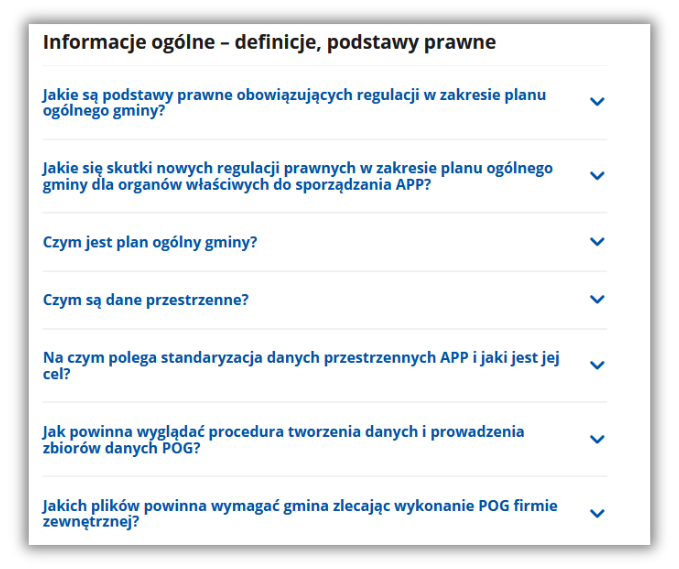 Informacje ogólne – definicje, podstawy prawne
Jakie są podstawy prawne obowiązujących regulacji w zakresie planu
ogólnego gminy?
Jakie się skutki nowych regulacji prawnych w zakresie planu ogólnego
gminy dla organów właściwych do sporządzania APP?
Czym jest plan ogólny gminy?
Czym są dane przestrzenne?
Na czym polega standaryzacja danych przestrzennych APP i jaki jest jej
cel?
Jak powinna wyglądać procedura tworzenia danych i prowadzenia
zbiorów danych POG?
Jakich plików powinna wymagać gmina zlecając wykonanie POG firmie
zewnętrznej?